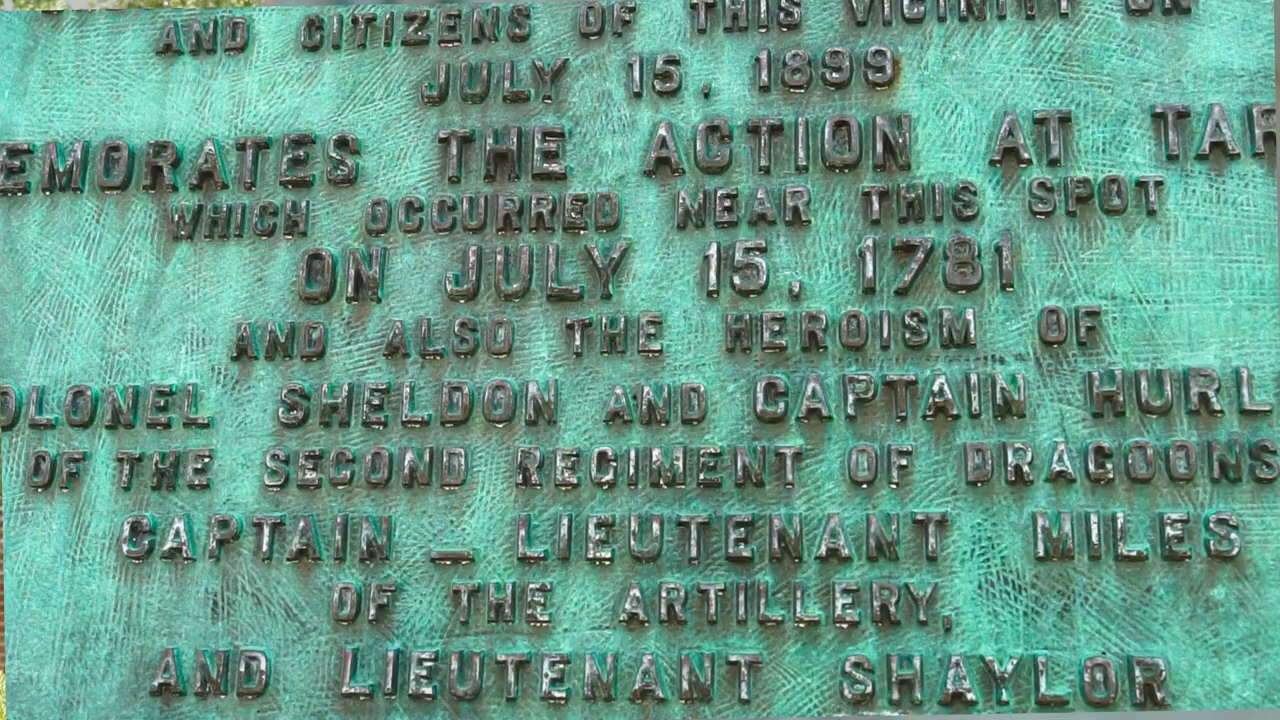 AND CITIZENS OF THIS VICINITY ON
JULY 15, 1899
EMORATES THE ACTION AT TAR
WHICH OCCURRED NEAR THIS SPOT
ON JULY 15, 1781
AND ALSO THE HEROISM OF
OLONEL SHELDON AND CAPTAIN HURL
OF THE SECOND REGIMENT OF DRAGOONS
CAPTAIN – LIEUTENANT MILES
OF THE ARTILLERY,
AND LIEUTENANT SHAYLOR